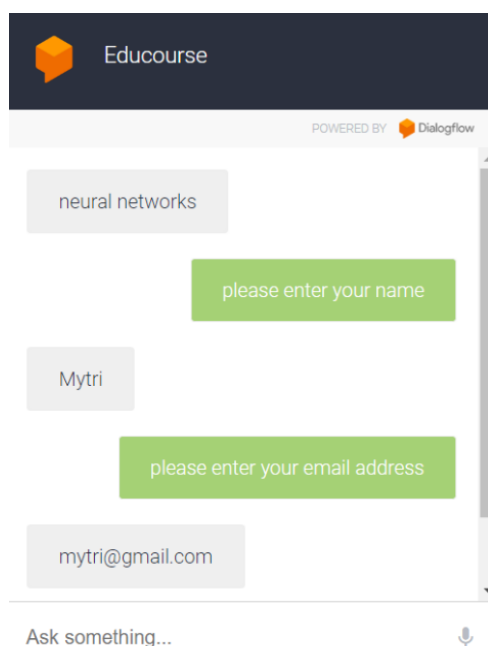 Educourse
POWERED BY Dialogflow
neural networks
please enter your name
Mytri
please enter your email address
mytri@gmail.com
Ask something...